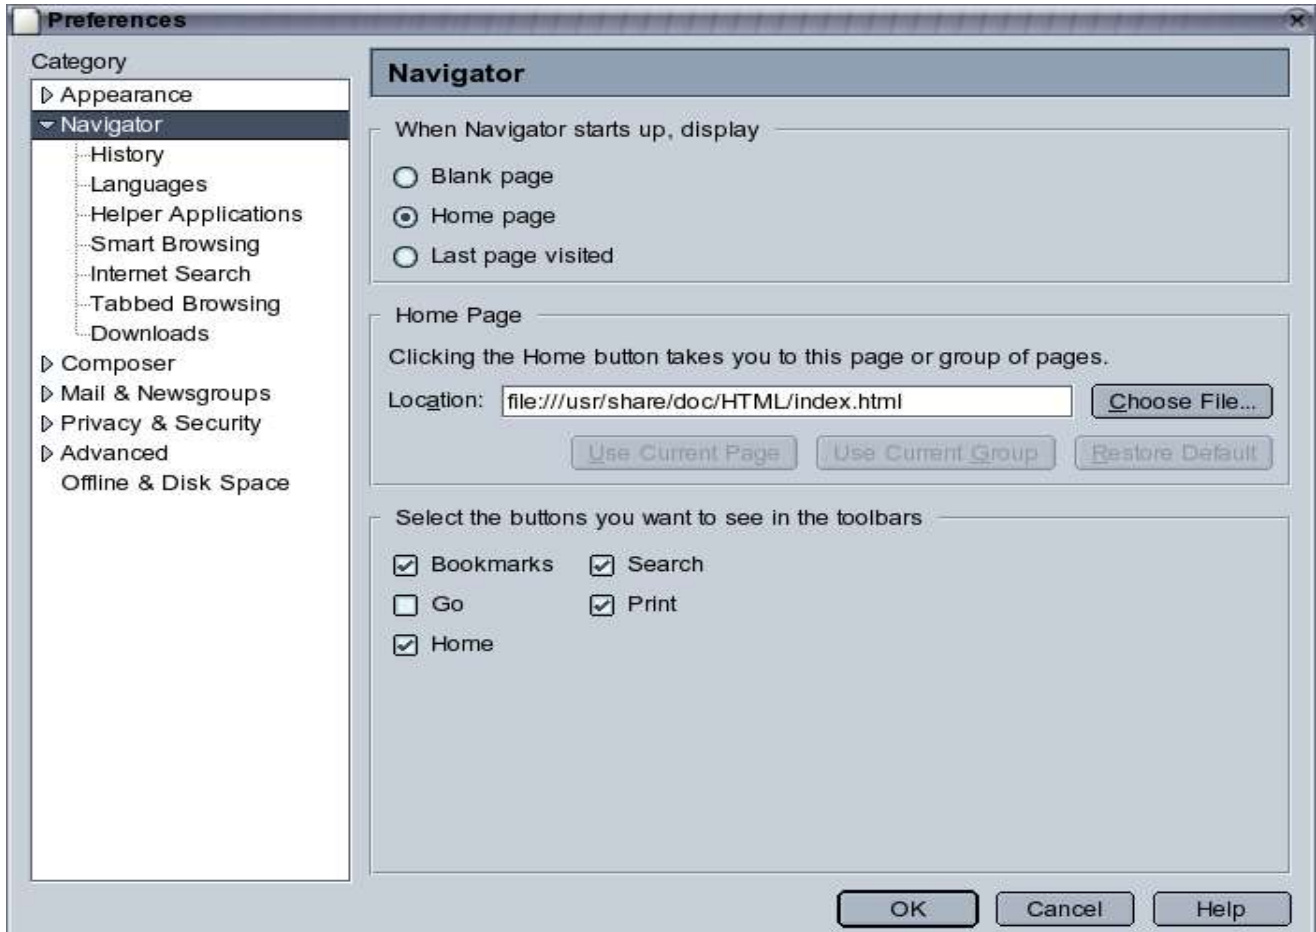 Preferences
Category
Appearance
Navigator
History
Languages
Helper Applications
Smart Browsing
Internet Search
Tabbed Browsing
Downloads
Composer
Mail & Newsgroups
Privacy & Security
Advanced
Offline & Disk Space
Navigator
When Navigator starts up, display
Blank page
Home page
Last page visited
Home Page
Clicking the Home button takes you to this page or group of pages.
Location: file:///usr/share/doc/HTML/index.html Choose File...
Use Current Page Use Current Group Restore Default
Select the buttons you want to see in the toolbars
Bookmarks Search
Go Print
Home
OK Cancel Help